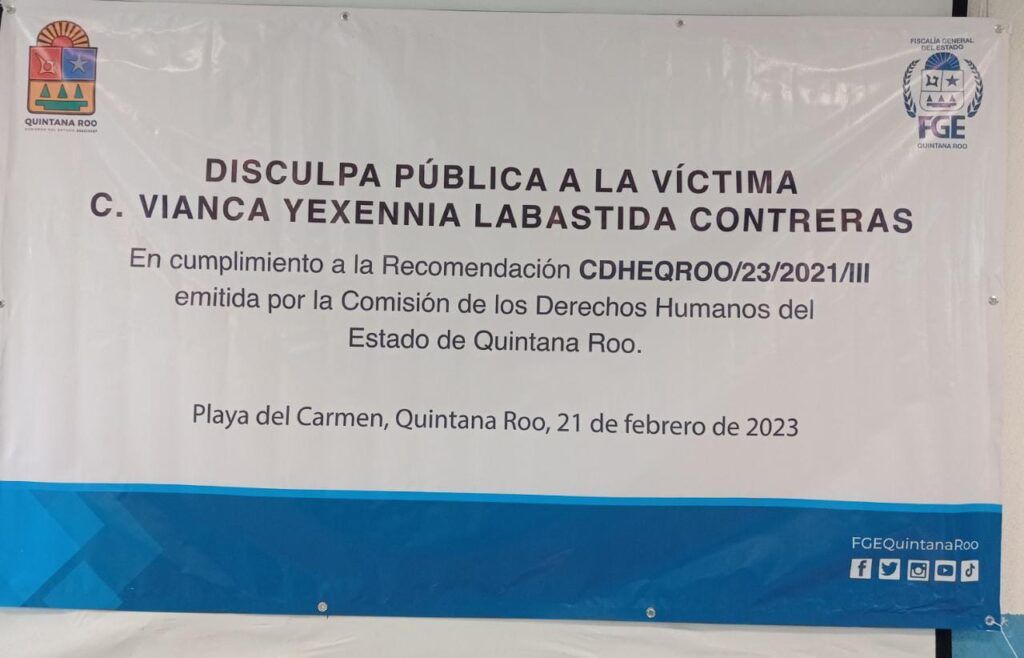 QUINTANA ROO
FISCALÍA GENERAL
DEL ESTADO
FGE
QUINTANA ROO
DISCULPA PÚBLICA A LA VÍCTIMA
C. VIANCA YEXENNIA LABASTIDA CONTRERAS
En cumplimiento a la Recomendación CDHEQROO/23/2021/III
emitida por la Comisión de los Derechos Humanos del
Estado de Quintana Roo.
Playa del Carmen, Quintana Roo, 21 de febrero de 2023
FGEQuintanaRoo